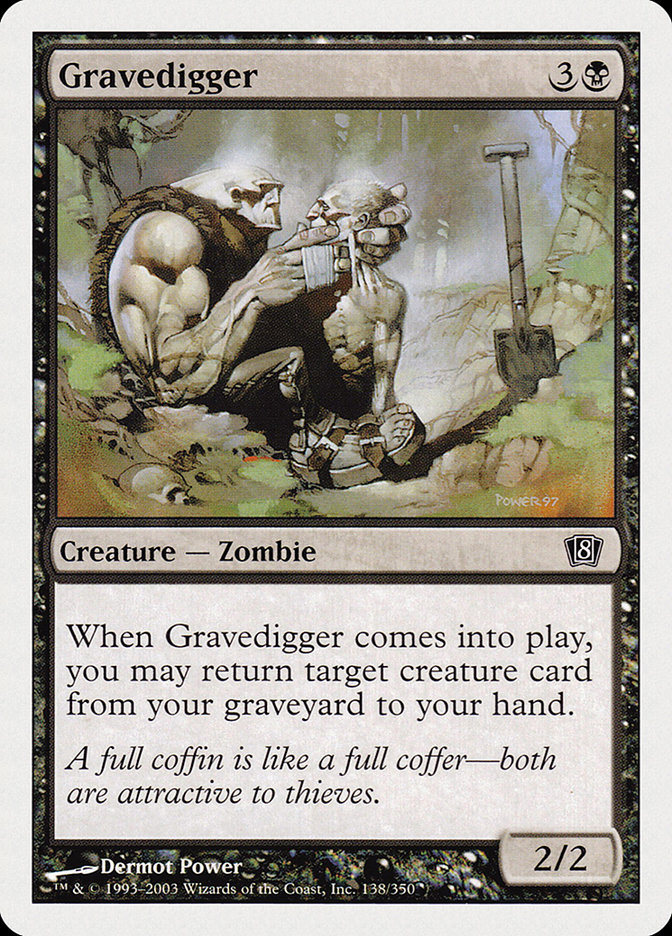 Gravedigger 3
POWER97
Creature — Zombie 8
When Gravedigger comes into play,
you may return target creature card
from your graveyard to your hand.
A full coffin is like a full coffer—both
are attractive to thieves.
2/2
Dermot Power
™ & © 1993–2003 Wizards of the Coast, Inc. 138/350